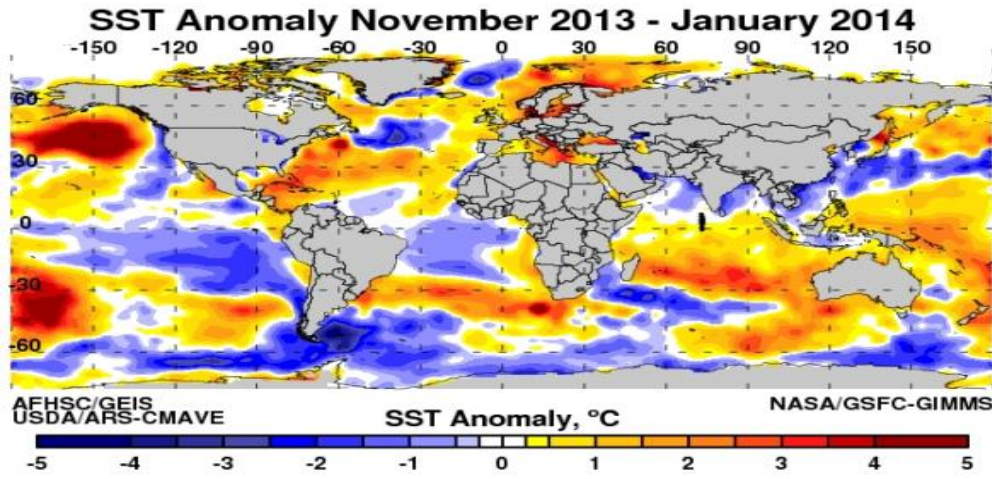 SST Anomaly November 2013 - January 2014
-150 -120 -90 -60 -30 0 30 60 90 120 150
60
30
0
-30
-60
AFHSC/GEIS
USDA/ARS-CMAVE
SST Anomaly, ºC
NASA/GSFC-GIMMS
-5 -4 -3 -2 -1 0 1 2 3 4 5